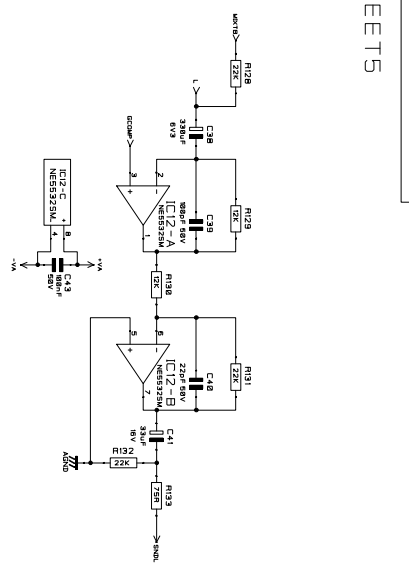 EET5
MIXTB
R128
22K
L
C38
330uF
6V3
GCOMP
R129
12K
C39
100pF 50V
2
3
1
IC12-A
NE5532SM
R130
12K
IC12-C
NE5532SM
8
4
+VA
-VA
C43
100nF
50V
R131
22K
C40
22pF 50V
6
5
7
IC12-B
NE5532SM
C41
33uF
16V
R132
22K
AGND
R133
75R
SNDL